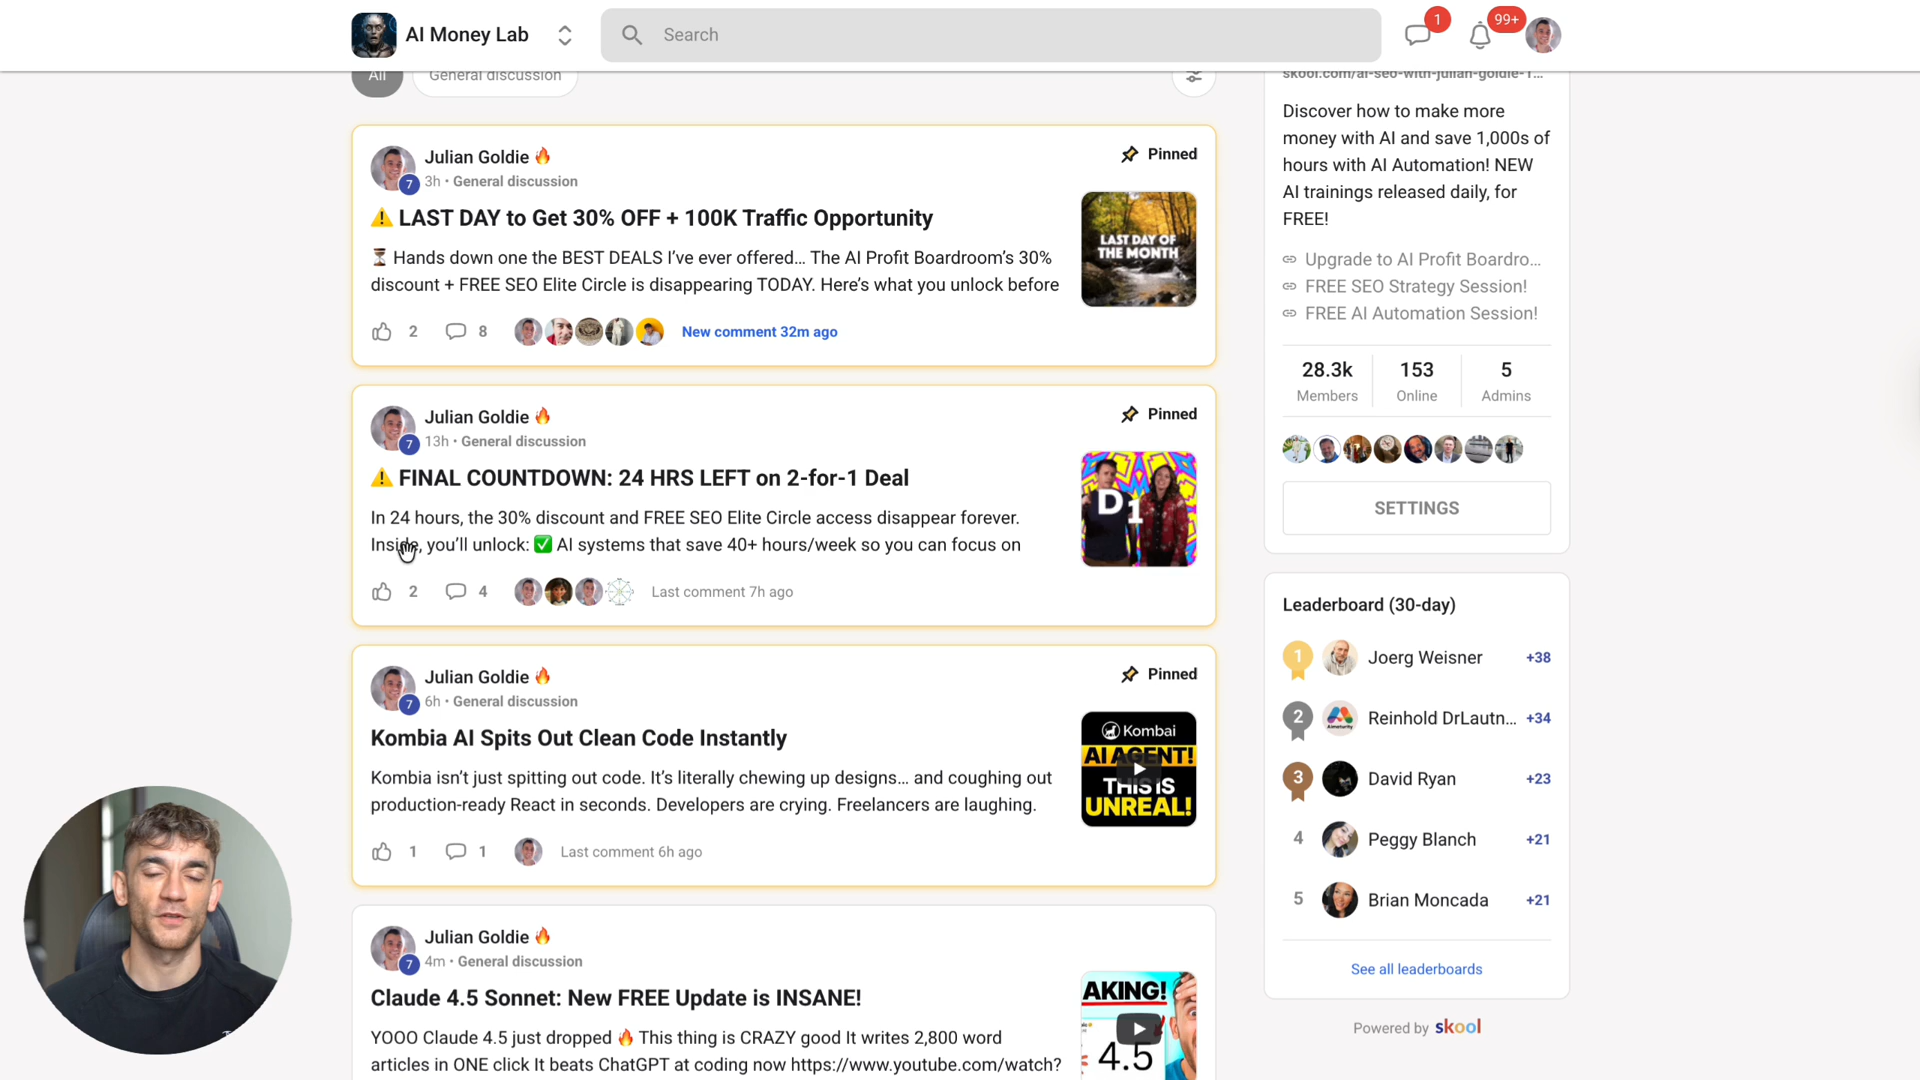 AI Money Lab
Search
1
99+
All
General discussion
Julian Goldie 🔥
7
3h • General discussion
Pinned
⚠️ LAST DAY to Get 30% OFF + 100K Traffic Opportunity
⏳ Hands down one the BEST DEALS I've ever offered... The AI Profit Boardroom's 30%
discount + FREE SEO Elite Circle is disappearing TODAY. Here's what you unlock before
LAST DAY OF
THE MONTH
2
8
New comment 32m ago
Julian Goldie 🔥
7
13h • General discussion
Pinned
⚠️ FINAL COUNTDOWN: 24 HRS LEFT on 2-for-1 Deal
In 24 hours, the 30% discount and FREE SEO Elite Circle access disappear forever.
Inside, you'll unlock: ✅ AI systems that save 40+ hours/week so you can focus on
D1
2
4
Last comment 7h ago
Julian Goldie 🔥
7
6h • General discussion
Pinned
Kombia AI Spits Out Clean Code Instantly
Kombia isn't just spitting out code. It's literally chewing up designs... and coughing out
production-ready React in seconds. Developers are crying. Freelancers are laughing.
Kombai
AI AGENT!
THIS IS
UNREAL!
1
1
Last comment 6h ago
Julian Goldie 🔥
7
4m • General discussion
Claude 4.5 Sonnet: New FREE Update is INSANE!
YOOO Claude 4.5 just dropped 🔥 This thing is CRAZY good It writes 2,800 word
articles in ONE click It beats ChatGPT at coding now https://www.youtube.com/watch?
AKING!
4.5
skool.com/ai-seo-with-julian-goldie-1...
Discover how to make more
money with AI and save 1,000s of
hours with AI Automation! NEW
AI trainings released daily, for
FREE!
Upgrade to AI Profit Boardro...
FREE SEO Strategy Session!
FREE AI Automation Session!
28.3k
Members
153
Online
5
Admins
SETTINGS
Leaderboard (30-day)
1
Joerg Weisner
+38
2
Reinhold DrLautn...
+34
3
David Ryan
+23
4
Peggy Blanch
+21
5
Brian Moncada
+21
See all leaderboards
Powered by skool